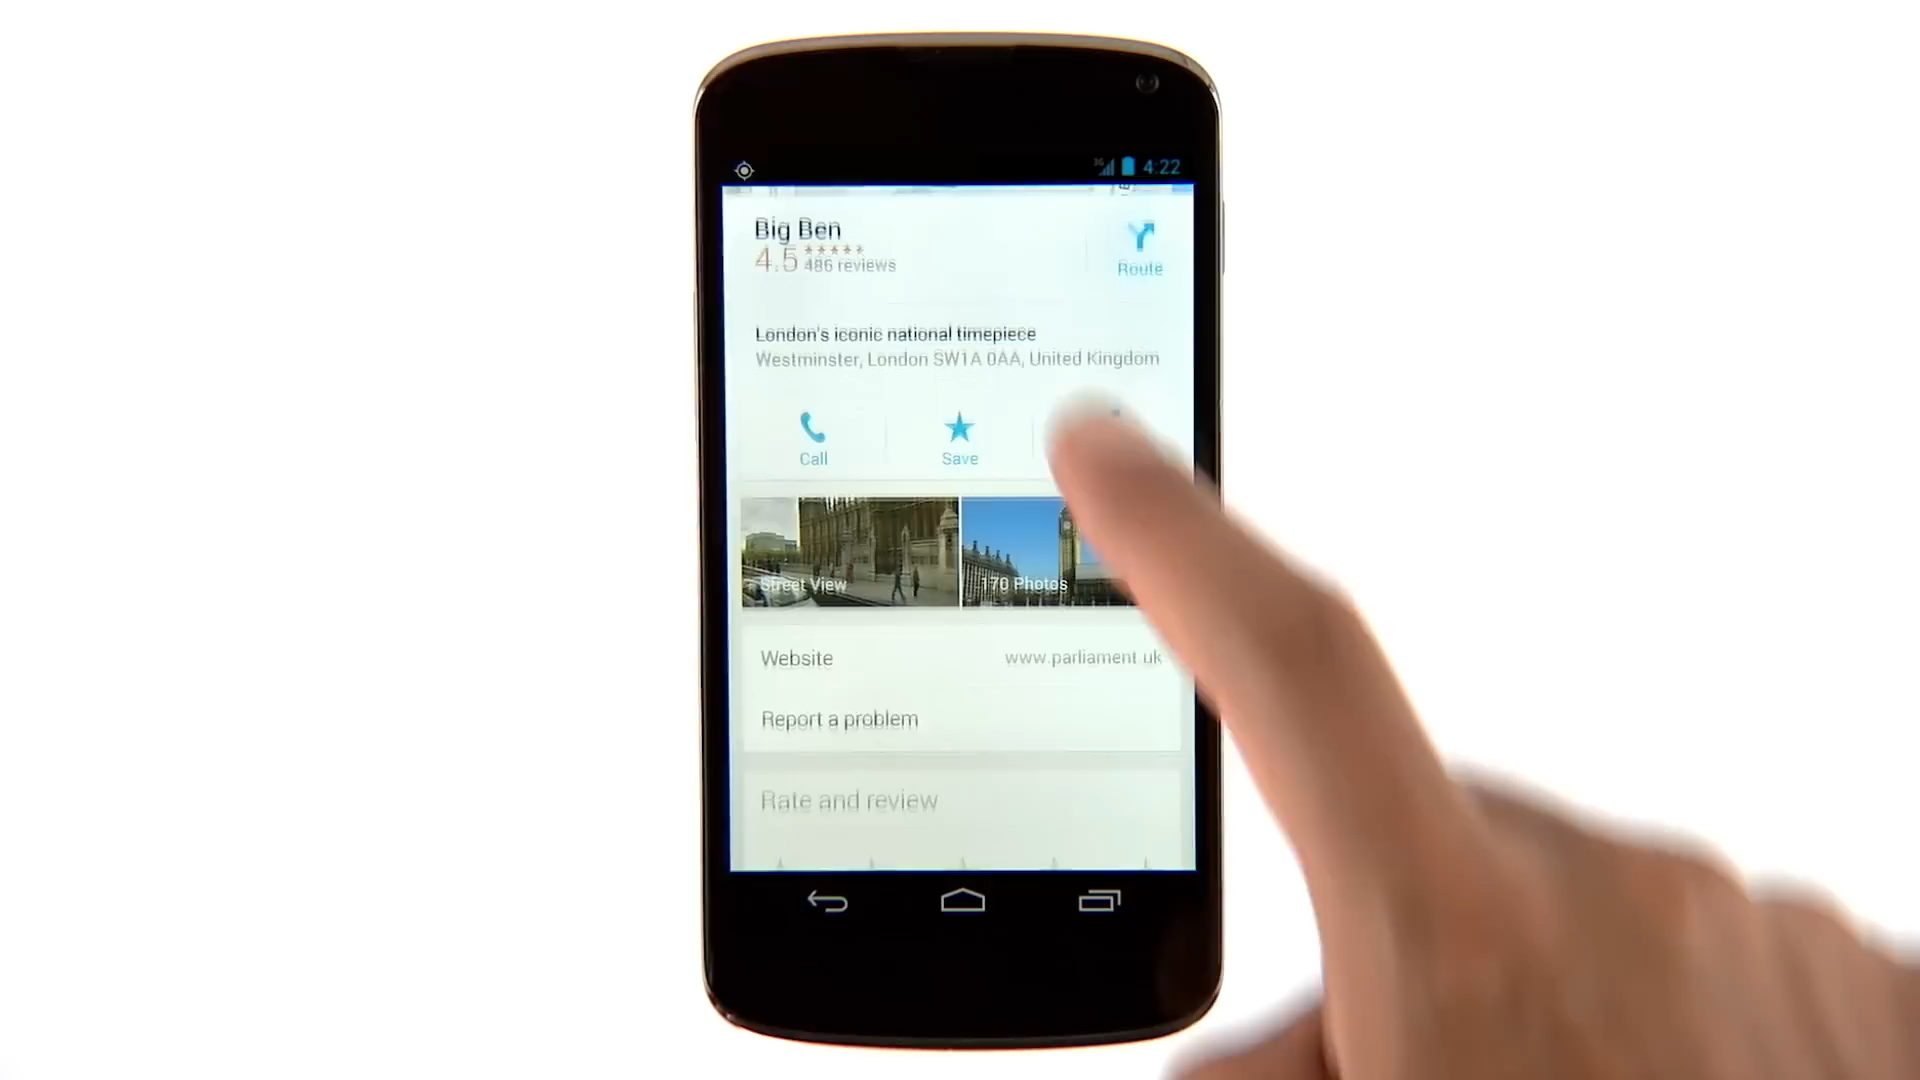 3G 4:22
Big Ben
4.5 486 reviews
Route
London's iconic national timepiece
Westminster, London SW1A 0AA, United Kingdom
Call
Save
Street View
170 Photos
Website
www.parliament.uk
Report a problem
Rate and review